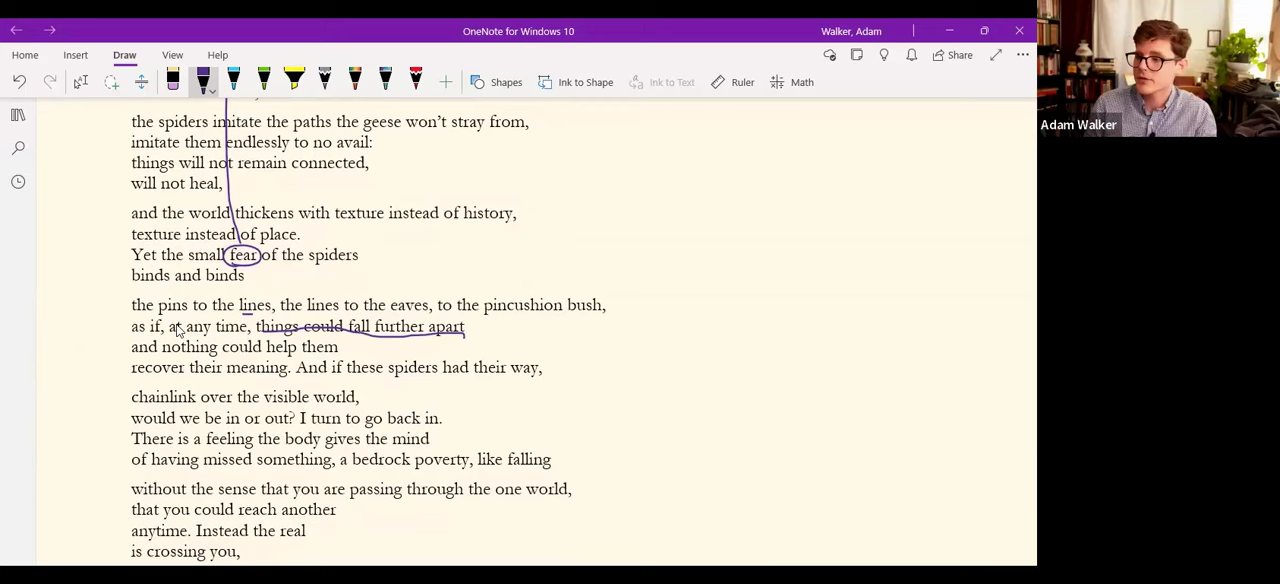 OneNote for Windows 10
Walker, Adam
Home
Insert
Draw
View
Help
Share
Shapes
Ink to Shape
Ink to Text
Ruler
Math
Adam Walker
the spiders imitate the paths the geese won’t stray from,
imitate them endlessly to no avail:
things will not remain connected,
will not heal,
and the world thickens with texture instead of history,
texture instead of place.
Yet the small fear of the spiders
binds and binds
the pins to the lines, the lines to the eaves, to the pincushion bush,
as if, at any time, things could fall further apart
and nothing could help them
recover their meaning. And if these spiders had their way,
chainlink over the visible world,
would we be in or out? I turn to go back in.
There is a feeling the body gives the mind
of having missed something, a bedrock poverty, like falling
without the sense that you are passing through the one world,
that you could reach another
anytime. Instead the real
is crossing you,